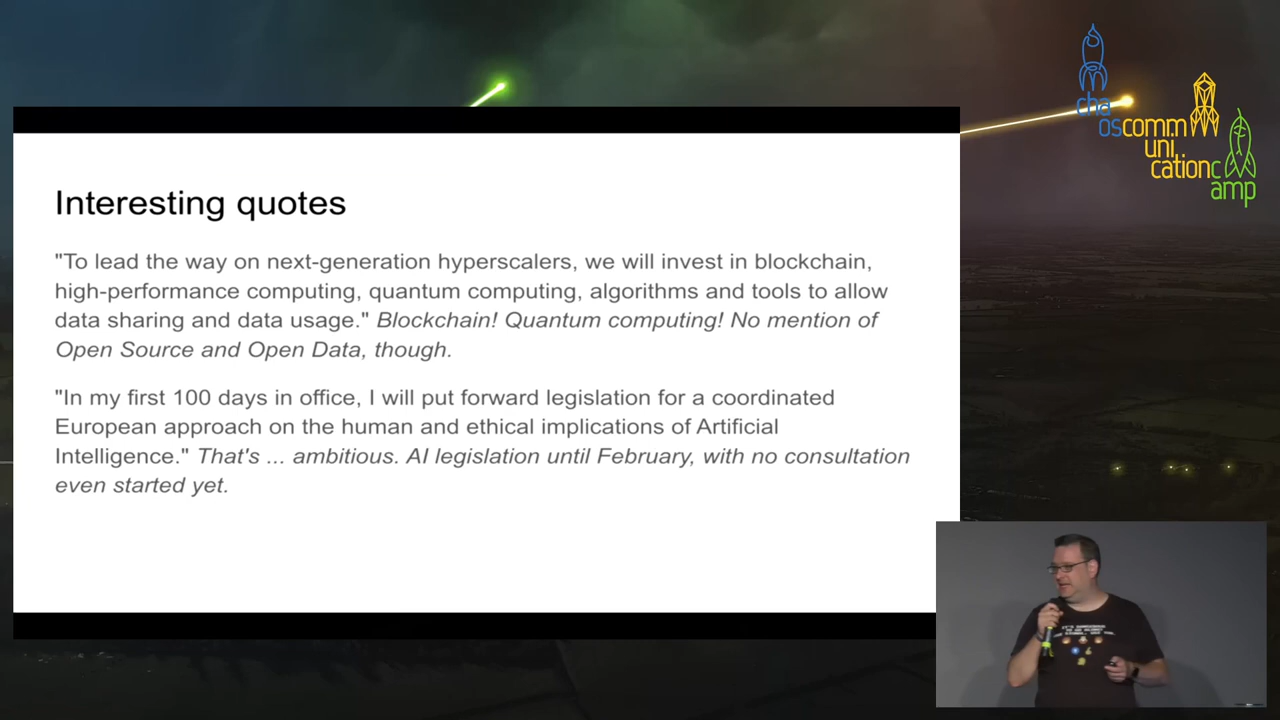 cha
oscomm
uni
cationc
amp
Interesting quotes
"To lead the way on next-generation hyperscalers, we will invest in blockchain,
high-performance computing, quantum computing, algorithms and tools to allow
data sharing and data usage." Blockchain! Quantum computing! No mention of
Open Source and Open Data, though.
"In my first 100 days in office, I will put forward legislation for a coordinated
European approach on the human and ethical implications of Artificial
Intelligence." That's ... ambitious. AI legislation until February, with no consultation
even started yet.